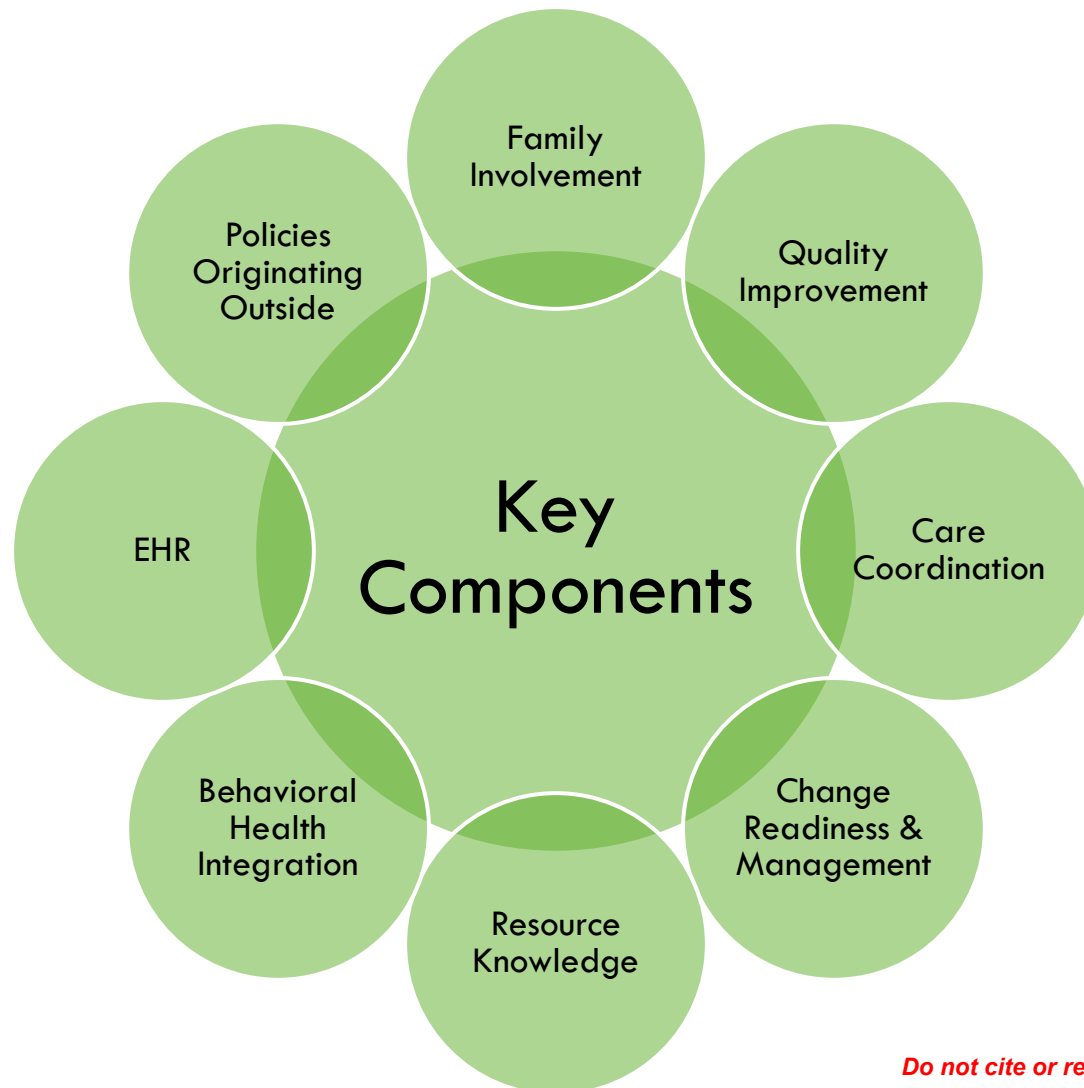 Family
Involvement
Quality
Improvement
Care
Coordination
Change
Readiness &
Management
Resource
Knowledge
Behavioral
Health
Integration
EHR
Policies
Originating
Outside
Key
Components
Do not cite or re